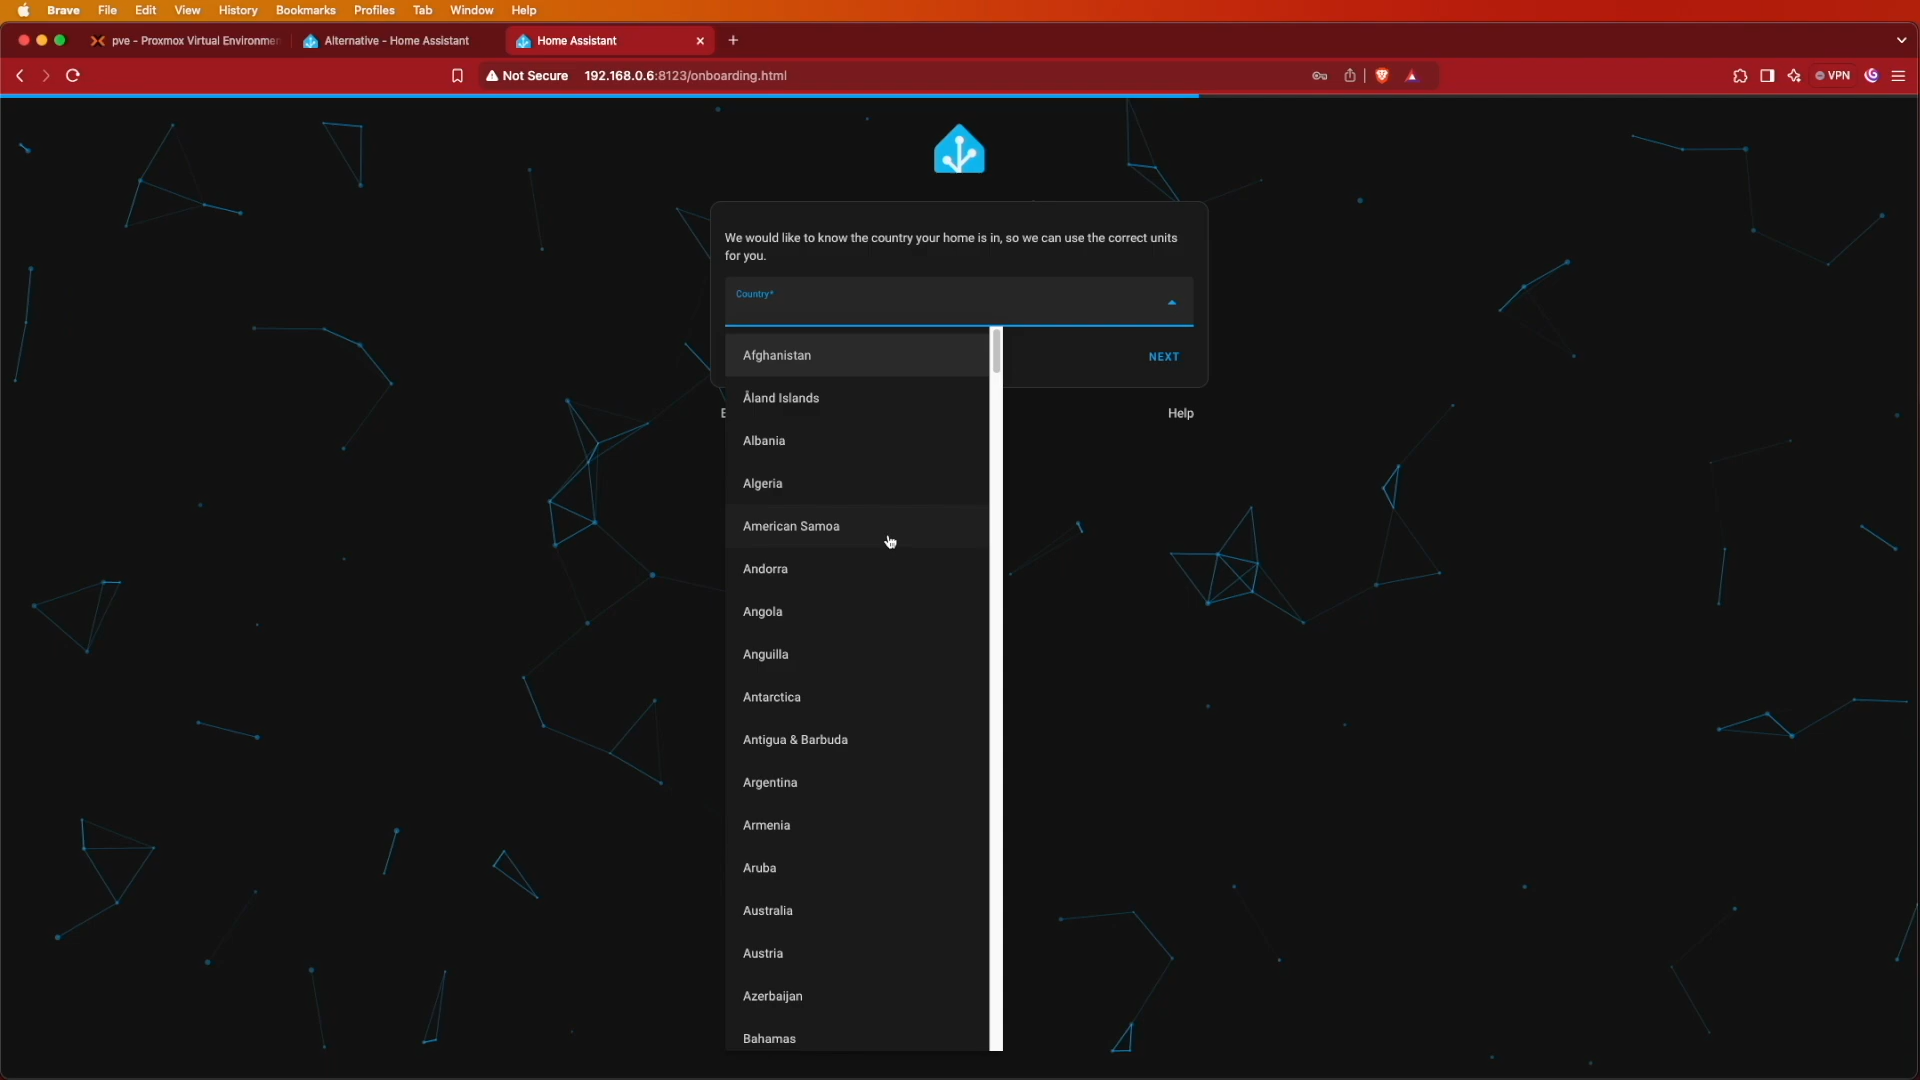 Brave File Edit View History Bookmarks Profiles Tab Window Help
pve - Proxmox Virtual Environmen
Alternative - Home Assistant
Home Assistant
Not Secure 192.168.0.6:8123/onboarding.html
VPN
We would like to know the country your home is in, so we can use the correct units
for you.
Country*
NEXT
Help
Afghanistan
Åland Islands
Albania
Algeria
American Samoa
Andorra
Angola
Anguilla
Antarctica
Antigua & Barbuda
Argentina
Armenia
Aruba
Australia
Austria
Azerbaijan
Bahamas